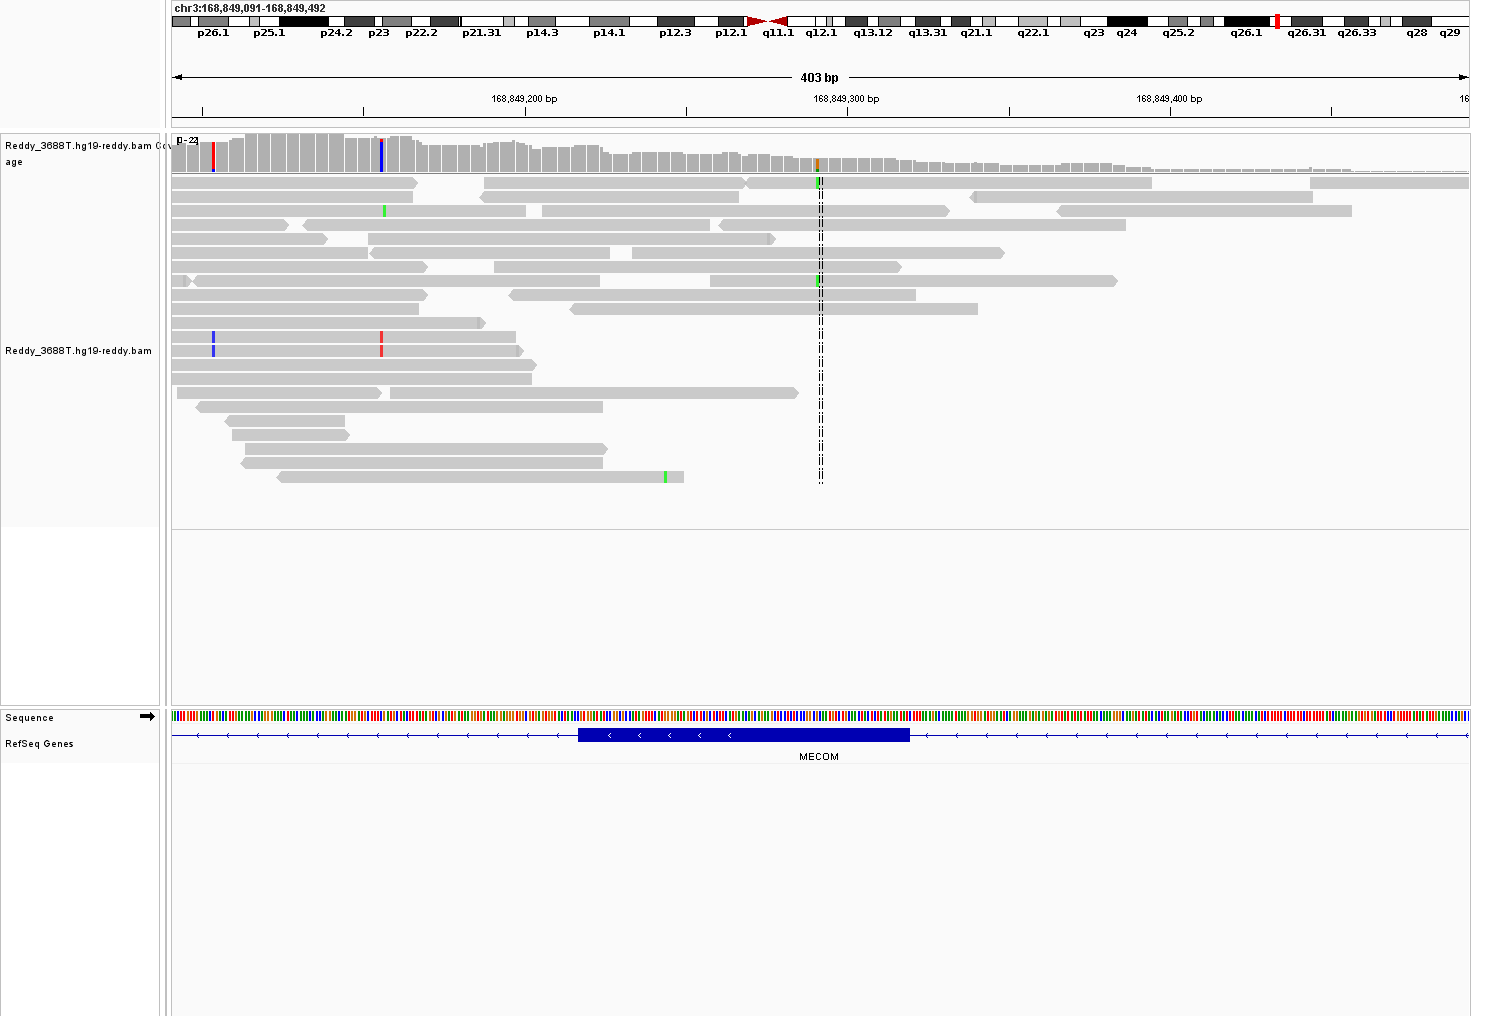 chr3:168,849,091-168,849,492
p26.1 p25.1 p24.2 p23 p22.2 p21.31 p14.3 p14.1 p12.3 p12.1 q11.1 q12.1 q13.12 q13.31 q21.1 q22.1 q23 q24 q25.2 q26.1 q26.31 q26.33 q28 q29
403 bp
168,849,200 bp 168,849,300 bp 168,849,400 bp 16
Reddy_3688T.hg19-reddy.bam Cov
age
Reddy_3688T.hg19-reddy.bam
Sequence
RefSeq Genes
MECOM